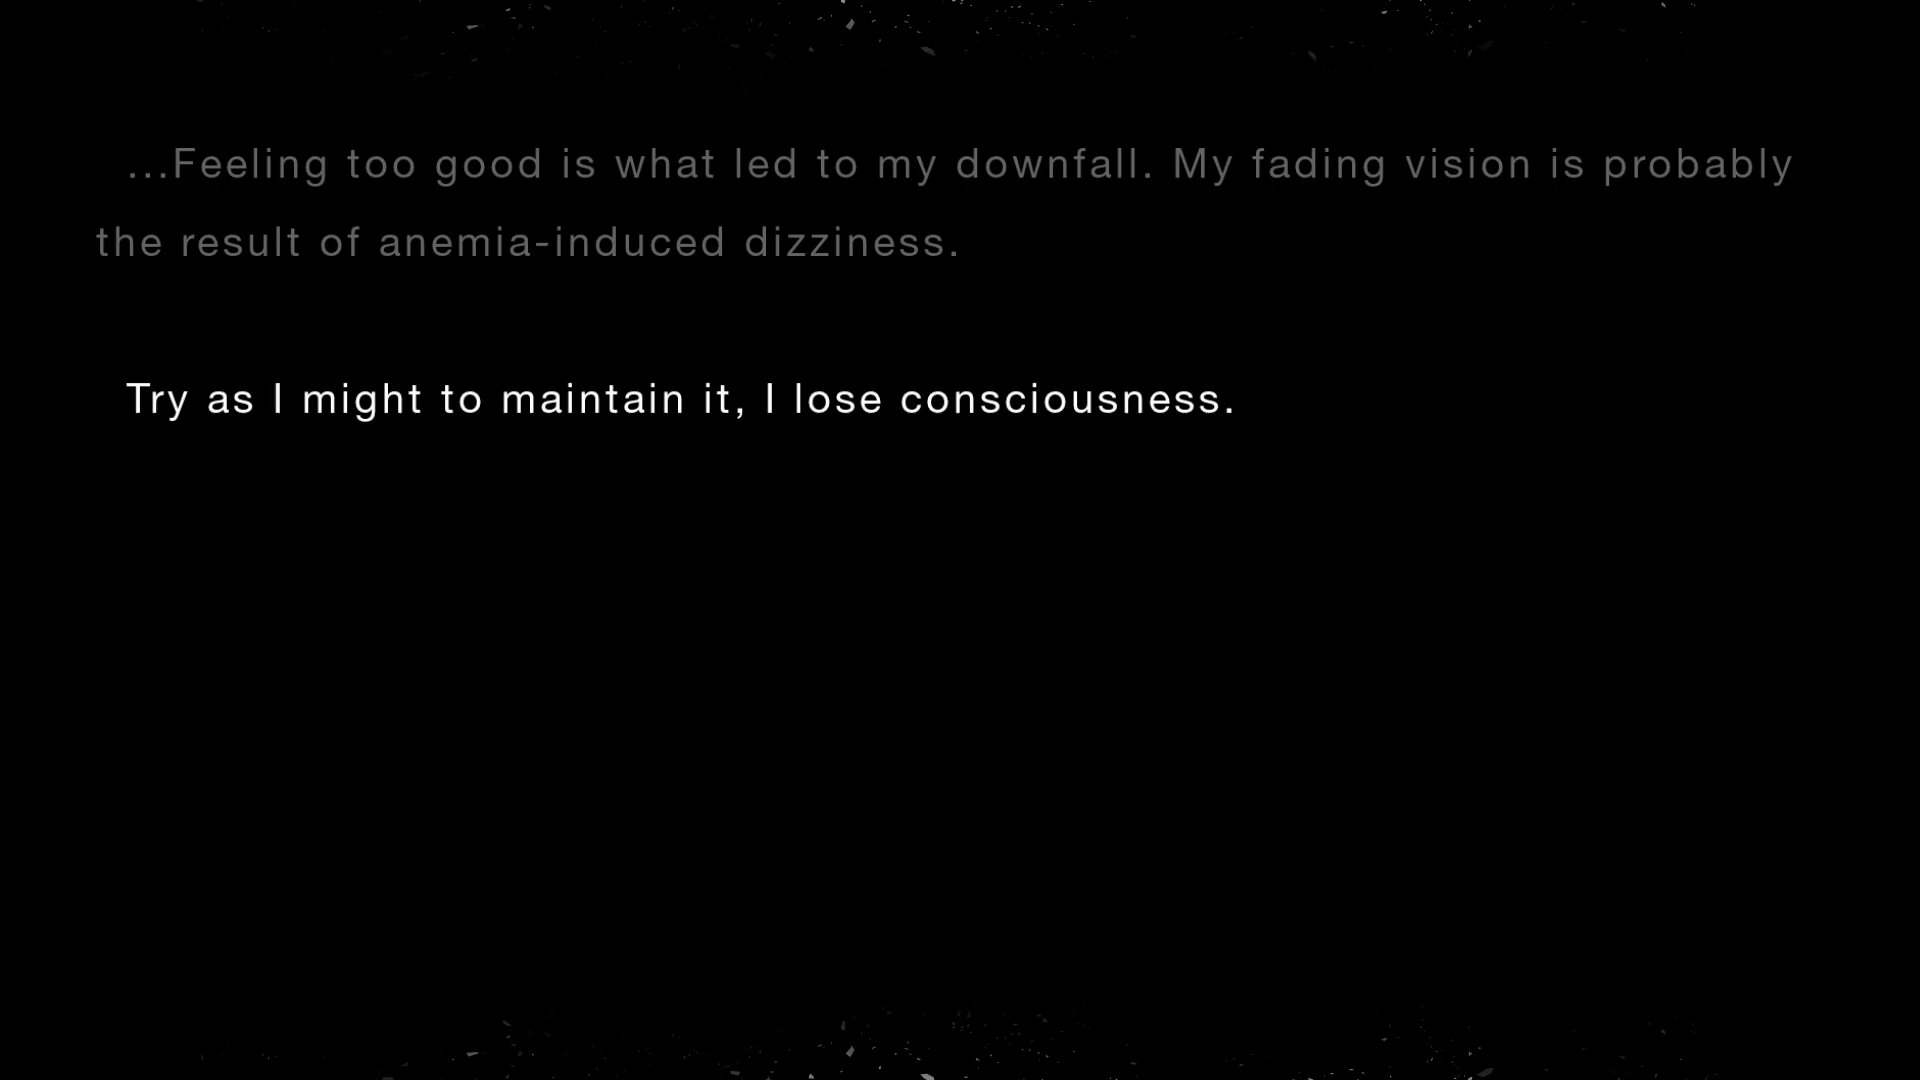 ...Feeling too good is what led to my downfall. My fading vision is probably
the result of anemia-induced dizziness.
Try as I might to maintain it, I lose consciousness.